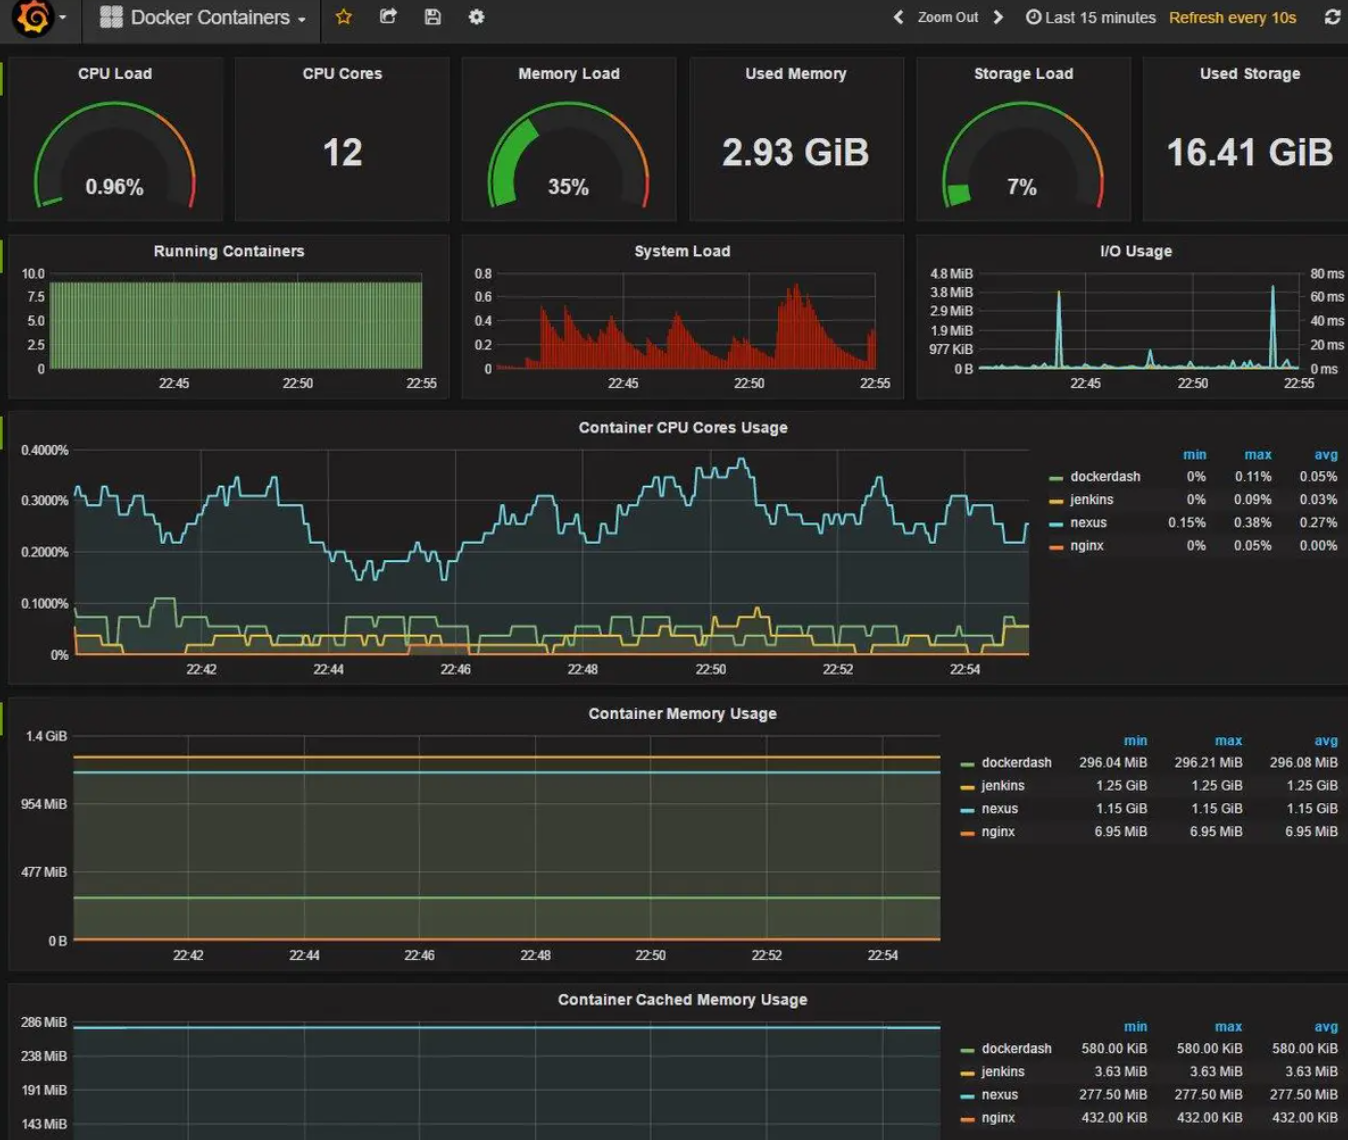 Docker Containers
Zoom Out Last 15 minutes Refresh every 10s
CPU Load
0.96%
CPU Cores
12
Memory Load
35%
Used Memory
2.93 GiB
Storage Load
7%
Used Storage
16.41 GiB
Running Containers
10.0
7.5
5.0
2.5
0
22:45 22:50 22:55
System Load
0.8
0.6
0.4
0.2
0
22:45 22:50 22:55
I/O Usage
4.8 MiB 80 ms
3.8 MiB 60 ms
2.9 MiB 40 ms
1.9 MiB 20 ms
977 KiB 0 ms
0 B
22:45 22:50 22:55
Container CPU Cores Usage
0.4000%
0.3000%
0.2000%
0.1000%
0%
22:42 22:44 22:46 22:48 22:50 22:52 22:54
min max avg
dockerdash 0% 0.11% 0.05%
jenkins 0% 0.09% 0.03%
nexus 0.15% 0.38% 0.27%
nginx 0% 0.05% 0.00%
Container Memory Usage
1.4 GiB
954 MiB
477 MiB
0 B
22:42 22:44 22:46 22:48 22:50 22:52 22:54
min max avg
dockerdash 296.04 MiB 296.21 MiB 296.08 MiB
jenkins 1.25 GiB 1.25 GiB 1.25 GiB
nexus 1.15 GiB 1.15 GiB 1.15 GiB
nginx 6.95 MiB 6.95 MiB 6.95 MiB
Container Cached Memory Usage
286 MiB
238 MiB
191 MiB
143 MiB
min max avg
dockerdash 580.00 KiB 580.00 KiB 580.00 KiB
jenkins 3.63 MiB 3.63 MiB 3.63 MiB
nexus 277.50 MiB 277.50 MiB 277.50 MiB
nginx 432.00 KiB 432.00 KiB 432.00 KiB